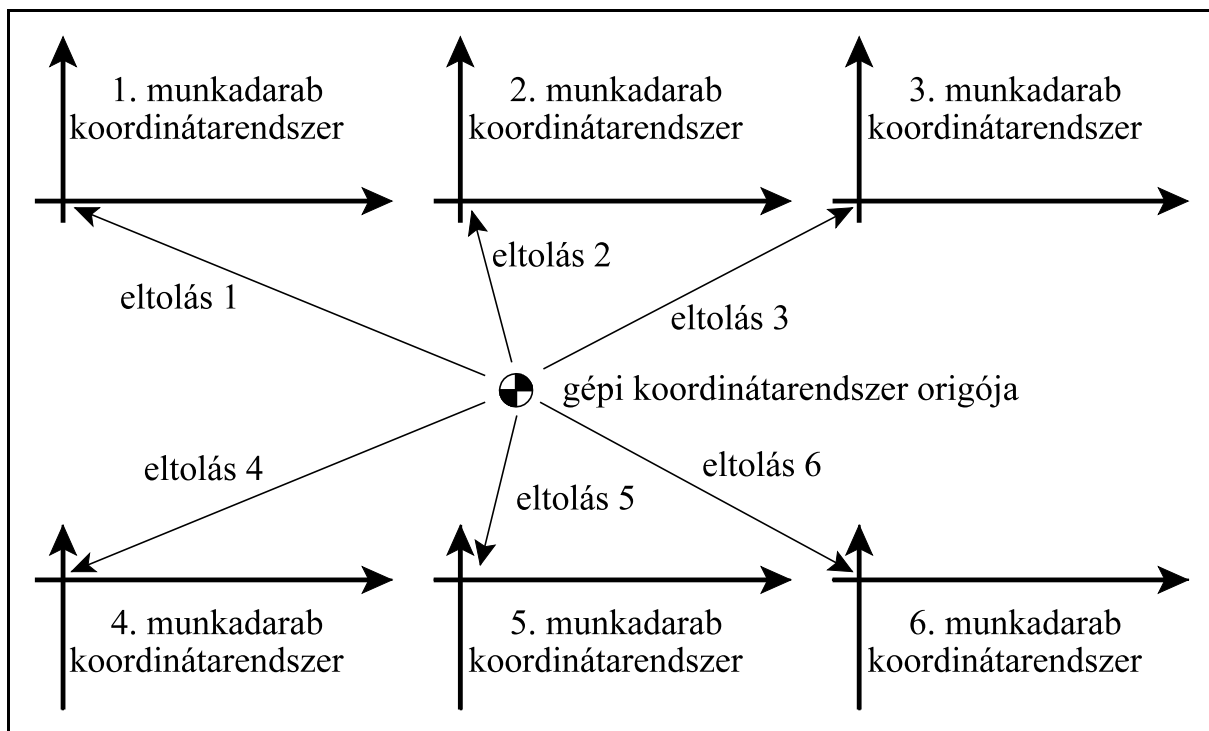 1. munkadarab
koordinátarendszer
2. munkadarab
koordinátarendszer
3. munkadarab
koordinátarendszer
eltolás 1
eltolás 2
eltolás 3
gépi koordinátarendszer origója
eltolás 4
eltolás 5
eltolás 6
4. munkadarab
koordinátarendszer
5. munkadarab
koordinátarendszer
6. munkadarab
koordinátarendszer